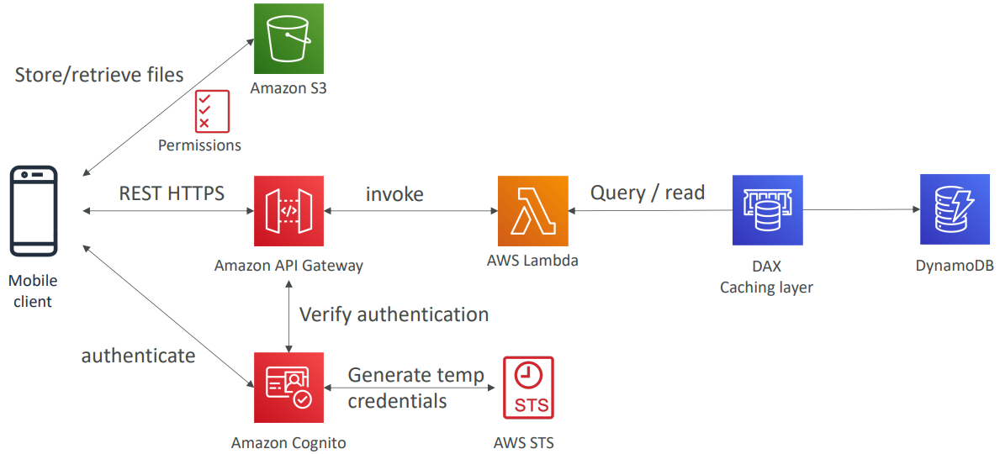 Store/retrieve files
Amazon S3
Permissions
REST HTTPS
invoke
Query / read
Amazon API Gateway
AWS Lambda
DAX
Caching layer
DynamoDB
Mobile
client
Verify authentication
authenticate
Generate temp
credentials
STS
Amazon Cognito
AWS STS